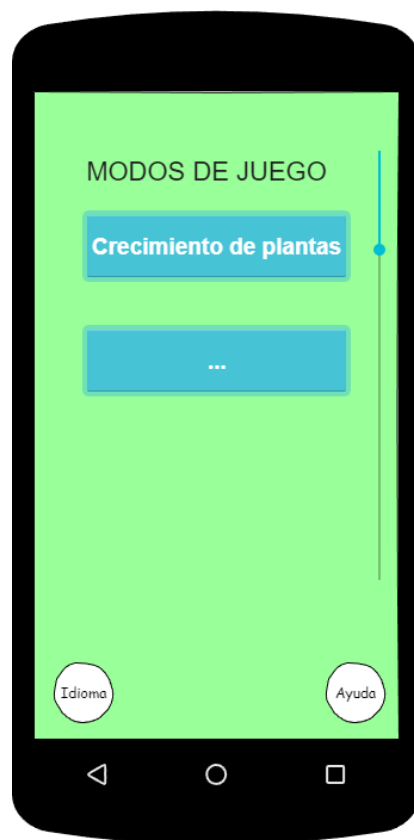 MODOS DE JUEGO
Crecimiento de plantas
...
Idioma
Ayuda